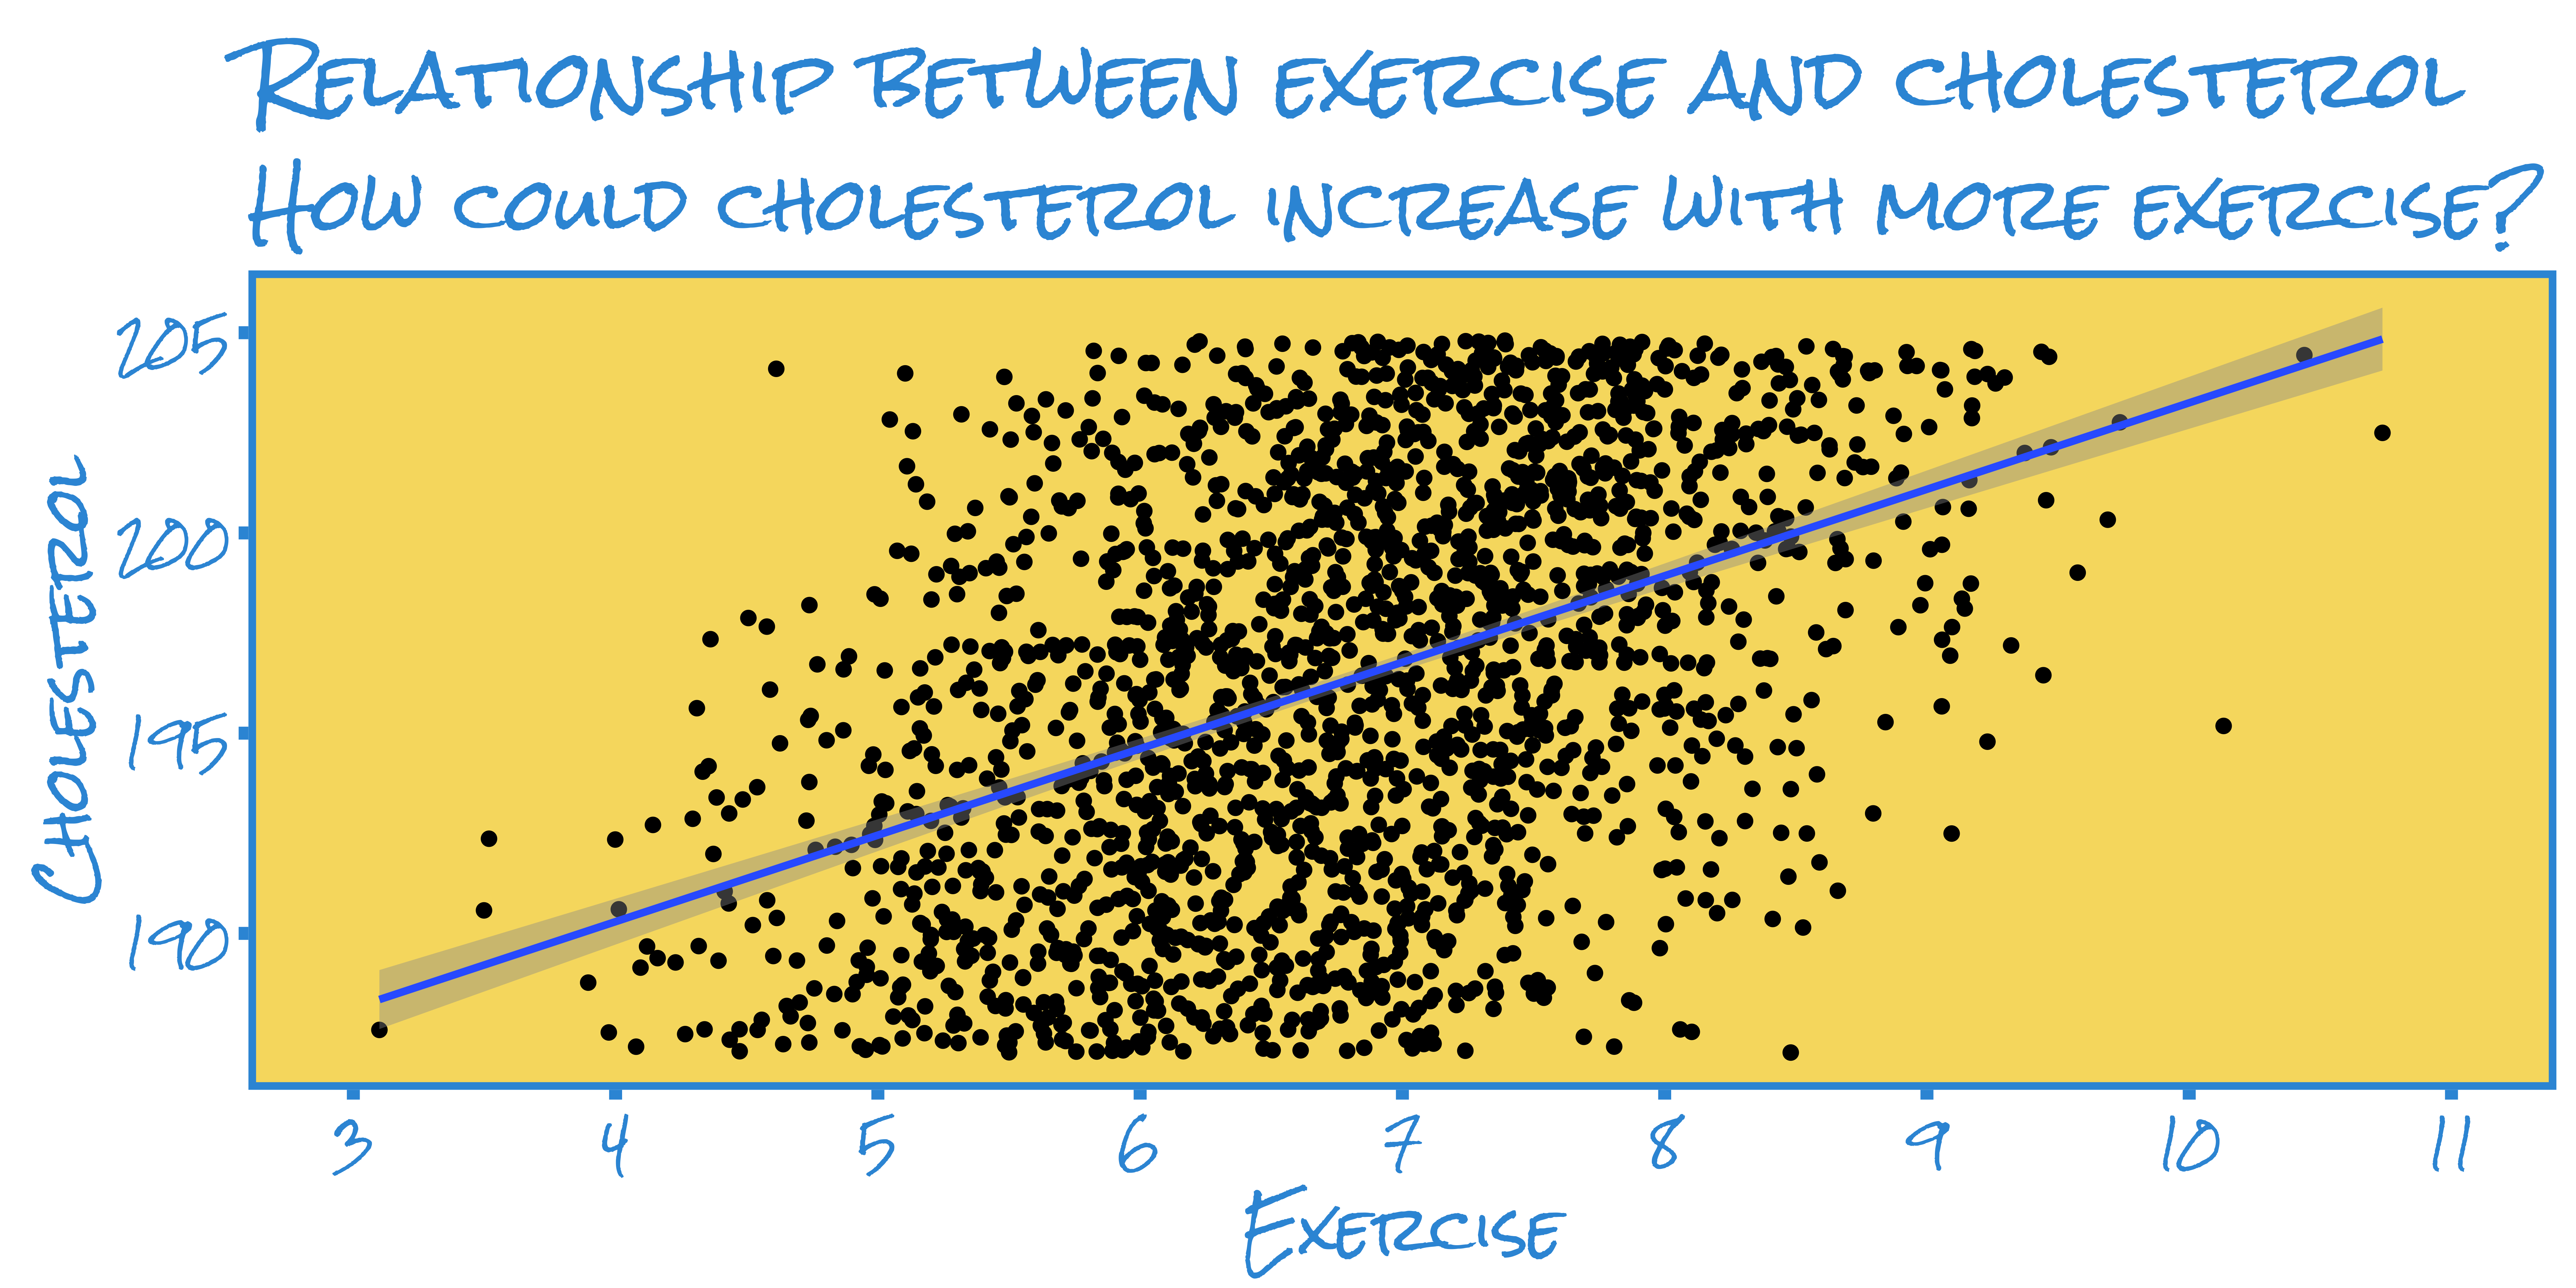 Relationship between exercise and cholesterol
How could cholesterol increase with more exercise?
205
200
195
190
Cholesterol
3 4 5 6 7 8 9 10 11
Exercise